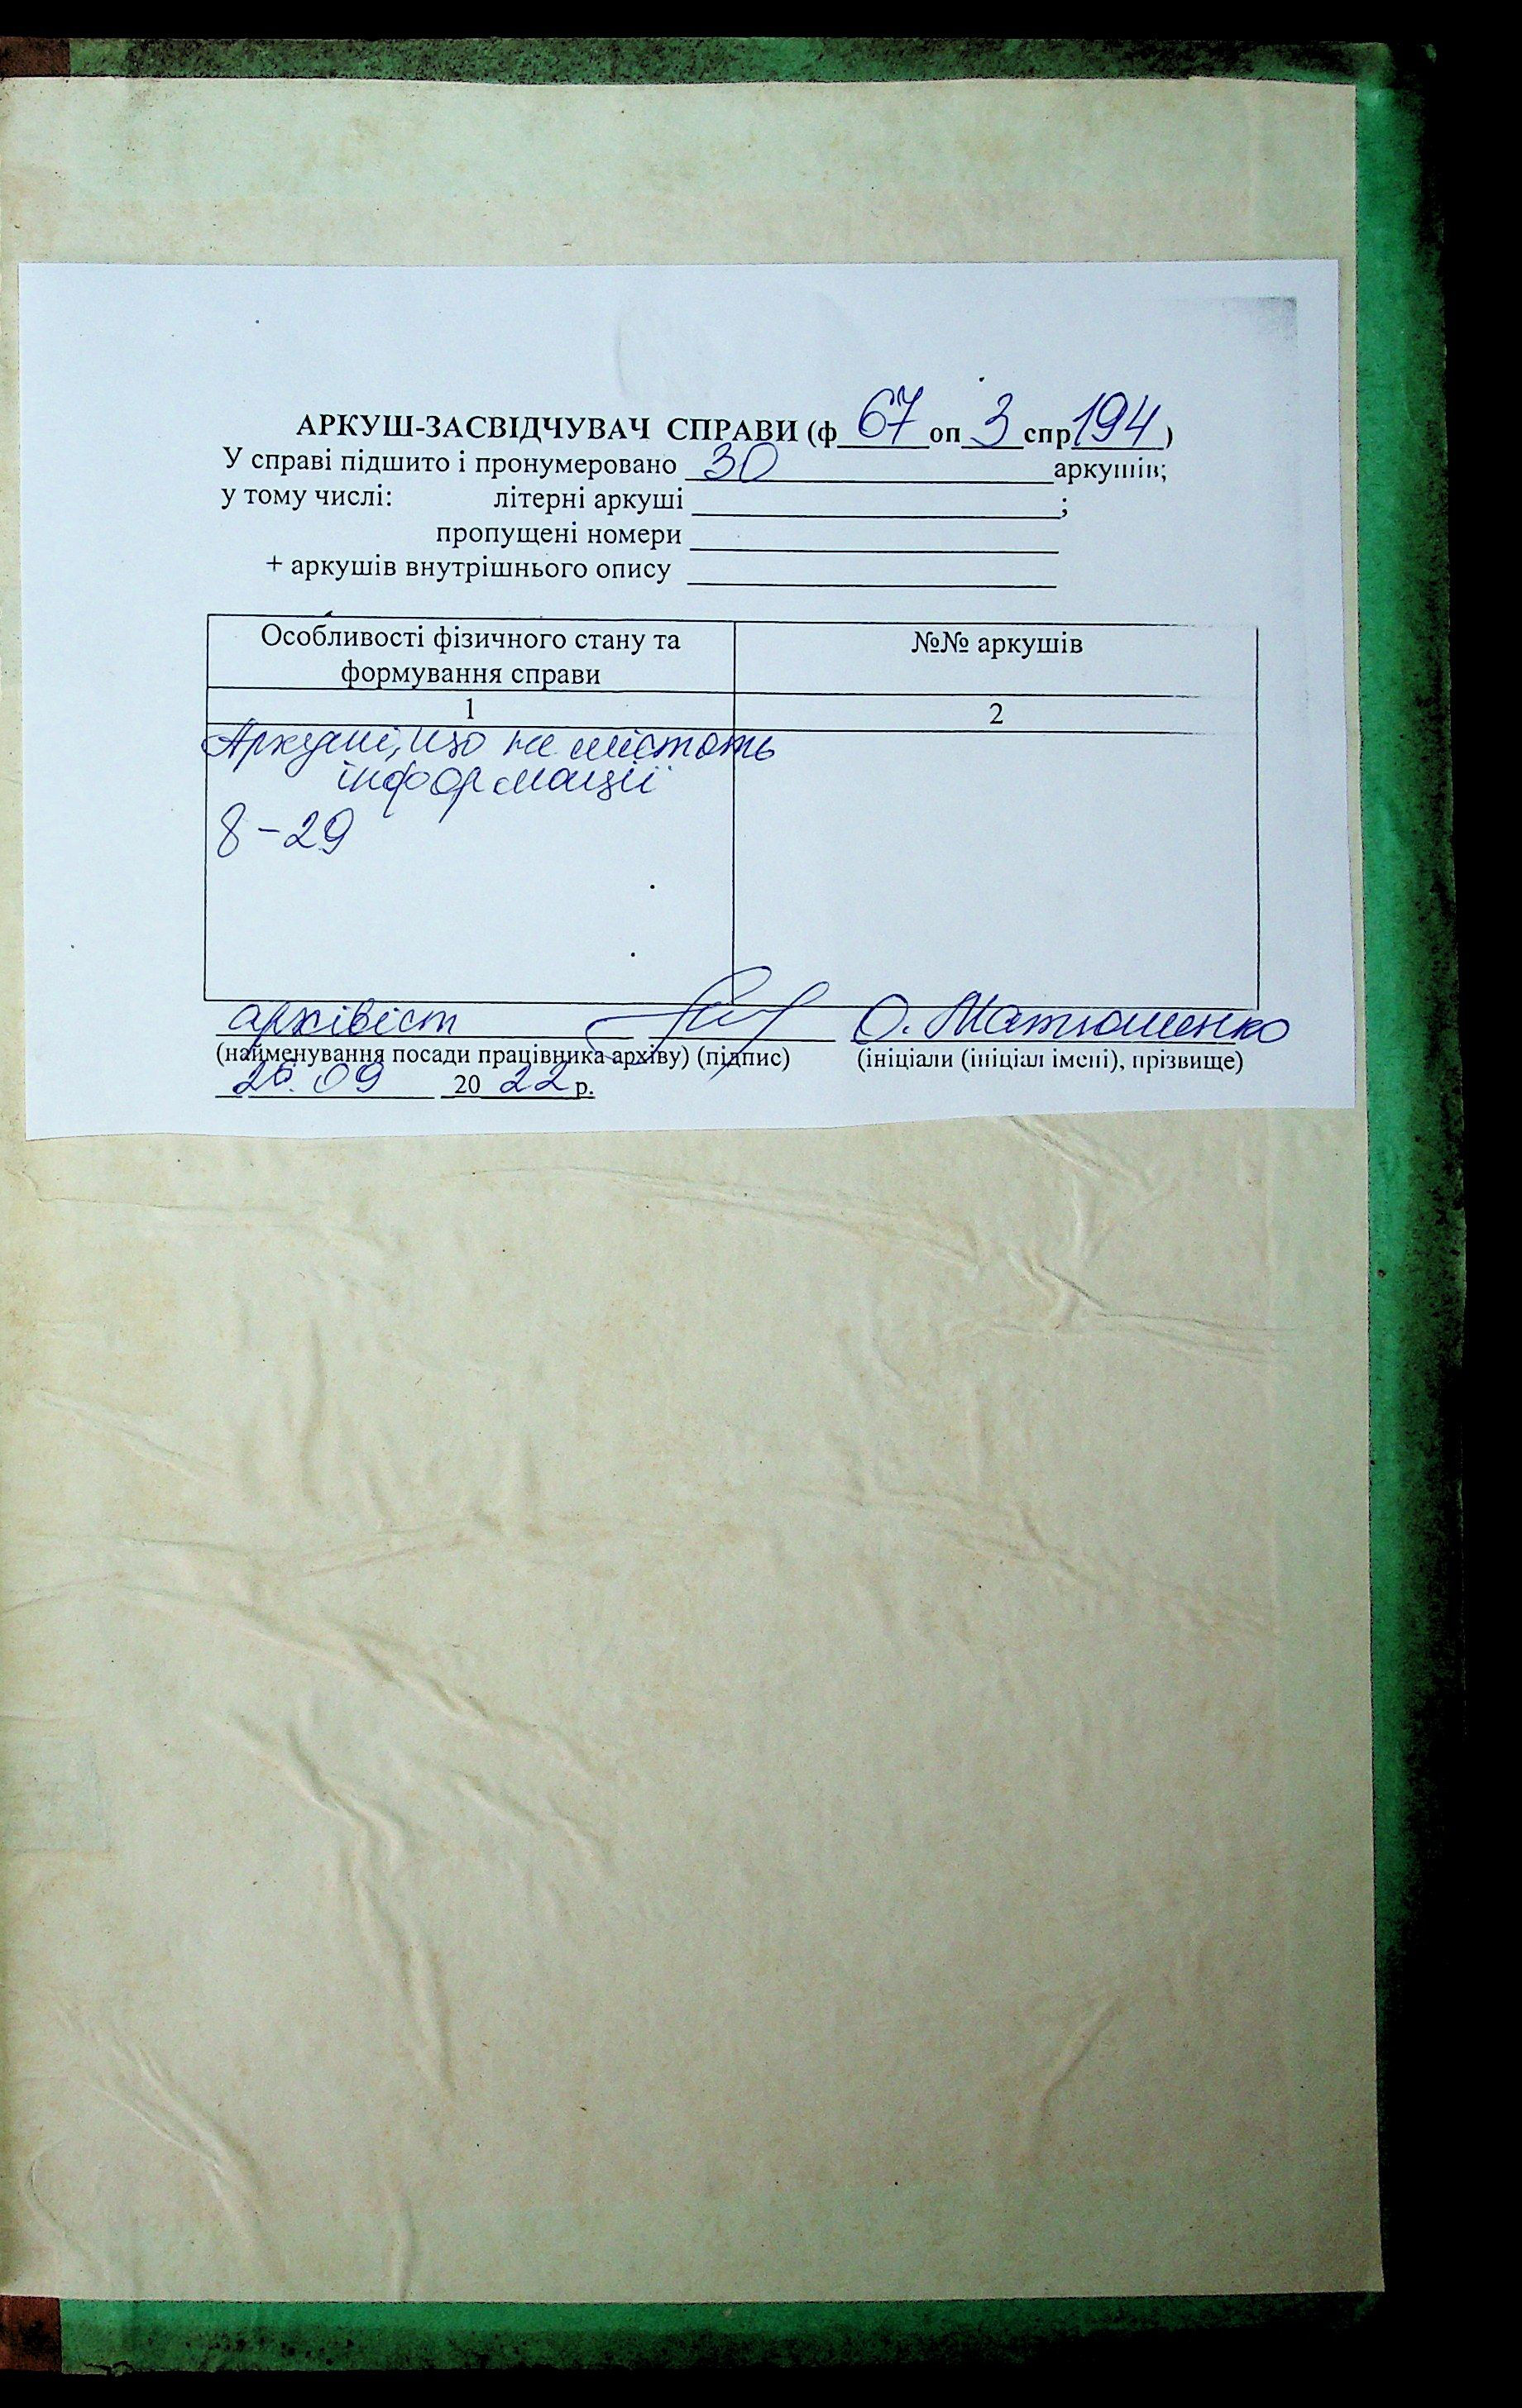 АРКУШ-ЗАСВІДЧУВАЧ СПРАВИ (ф 67 оп 3 спр 194)
У справі підшито і пронумеровано 30 аркушів;
у тому числі: літерні аркуші ;
пропущені номери
+ аркушів внутрішнього опису
Особливості фізичного стану та
формування справи
№№ аркушів
1
2
Аркуші, що не містять
інформації
8-29
архівіст О. Матюшенко
(найменування посади працівника архіву) (підпис) (ініціали (ініціал імені), прізвище)
26.09 2022 р.